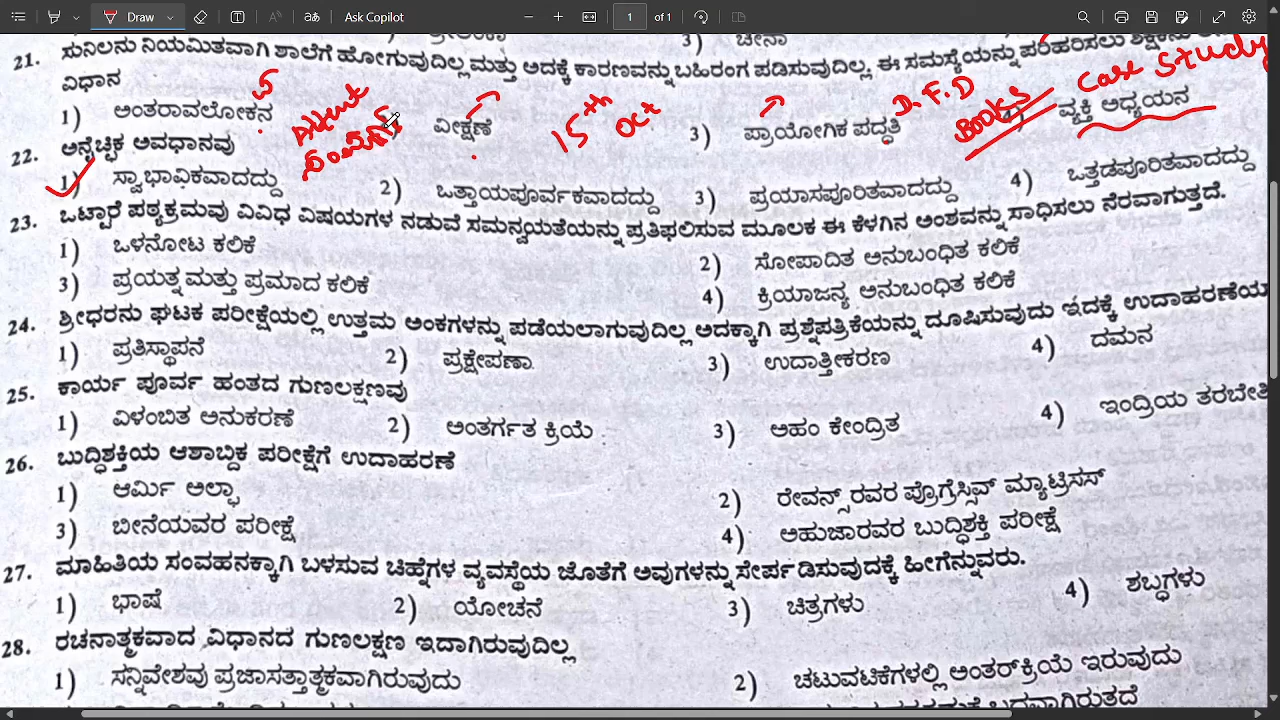 Draw
Ask Copilot
1 of 1
3) ಚೀನಾ
21. ಸುನಿಲನು ನಿಯಮಿತವಾಗಿ ಶಾಲೆಗೆ ಹೋಗುವುದಿಲ್ಲ ಮತ್ತು ಅದಕ್ಕೆ ಕಾರಣವನ್ನು ಬಹಿರಂಗ ಪಡಿಸುವುದಿಲ್ಲ. ಈ ಸಮಸ್ಯೆಯನ್ನು ಪರಿಹರಿಸಲು
ವಿಧಾನ
1) ಅಂತರಾವಲೋಕನ ವೀಕ್ಷಣೆ 3) ಪ್ರಾಯೋಗಿಕ ಪದ್ಧತಿ 4) ವ್ಯಕ್ತಿ ಅಧ್ಯಯನ
15th Oct
D.F.D
Books
Case Study
22. ಅನೈಚ್ಛಿಕ ಅವಧಾನವು
1) ಸ್ವಾಭಾವಿಕವಾದದ್ದು 2) ಒತ್ತಾಯಪೂರ್ವಕವಾದದ್ದು 3) ಪ್ರಯಾಸಪೂರಿತವಾದದ್ದು 4) ಒತ್ತಡಪೂರಿತವಾದದ್ದು
23. ಒಟ್ಟಾರೆ ಪಠ್ಯಕ್ರಮವು ವಿವಿಧ ವಿಷಯಗಳ ನಡುವೆ ಸಮನ್ವಯತೆಯನ್ನು ಪ್ರತಿಫಲಿಸುವ ಮೂಲಕ ಈ ಕೆಳಗಿನ ಅಂಶವನ್ನು ಸಾಧಿಸಲು ನೆರವಾಗುತ್ತದೆ.
1) ಒಳನೋಟ ಕಲಿಕೆ 2) ಸೋಪಾದಿತ ಅನುಬಂಧಿತ ಕಲಿಕೆ
3) ಪ್ರಯತ್ನ ಮತ್ತು ಪ್ರಮಾದ ಕಲಿಕೆ 4) ಕ್ರಿಯಾಜನ್ಯ ಅನುಬಂಧಿತ ಕಲಿಕೆ
24. ಶ್ರೀಧರನು ಘಟಕ ಪರೀಕ್ಷೆಯಲ್ಲಿ ಉತ್ತಮ ಅಂಕಗಳನ್ನು ಪಡೆಯಲಾಗುವುದಿಲ್ಲ ಅದಕ್ಕಾಗಿ ಪ್ರಶ್ನೆಪತ್ರಿಕೆಯನ್ನು ದೂಷಿಸುವುದು ಇದಕ್ಕೆ ಉದಾಹರಣೆಯ
1) ಪ್ರತಿಸ್ಥಾಪನೆ 2) ಪ್ರಕ್ಷೇಪಣಾ 3) ಉದಾತ್ತೀಕರಣ 4) ದಮನ
25. ಕಾರ್ಯ ಪೂರ್ವ ಹಂತದ ಗುಣಲಕ್ಷಣವು
1) ವಿಳಂಬಿತ ಅನುಕರಣೆ 2) ಅಂತರ್ಗತ ಕ್ರಿಯೆ 3) ಅಹಂ ಕೇಂದ್ರಿತ 4) ಇಂದ್ರಿಯ ತರಬೇತಿ
26. ಬುದ್ಧಿಶಕ್ತಿಯ ಆಶಾಬ್ದಿಕ ಪರೀಕ್ಷೆಗೆ ಉದಾಹರಣೆ
1) ಆರ್ಮಿ ಅಲ್ಫಾ 2) ರೇವನ್ಸ್‌ರವರ ಪ್ರೊಗ್ರೆಸ್ಸಿವ್ ಮ್ಯಾಟ್ರಿಸಸ್
3) ಬೀನೆಯವರ ಪರೀಕ್ಷೆ 4) ಅಹುಜಾರವರ ಬುದ್ಧಿಶಕ್ತಿ ಪರೀಕ್ಷೆ
27. ಮಾಹಿತಿಯ ಸಂವಹನಕ್ಕಾಗಿ ಬಳಸುವ ಚಿಹ್ನೆಗಳ ವ್ಯವಸ್ಥೆಯ ಜೊತೆಗೆ ಅವುಗಳನ್ನು ಸೇರ್ಪಡಿಸುವುದಕ್ಕೆ ಹೀಗೆನ್ನುವರು.
1) ಭಾಷೆ 2) ಯೋಚನೆ 3) ಚಿತ್ರಗಳು 4) ಶಬ್ಧಗಳು
28. ರಚನಾತ್ಮಕವಾದ ವಿಧಾನದ ಗುಣಲಕ್ಷಣ ಇದಾಗಿರುವುದಿಲ್ಲ
1) ಸನ್ನಿವೇಶವು ಪ್ರಜಾಸತ್ತಾತ್ಮಕವಾಗಿರುವುದು 2) ಚಟುವಟಿಕೆಗಳಲ್ಲಿ ಅಂತರ್‌ಕ್ರಿಯೆ ಇರುವುದು